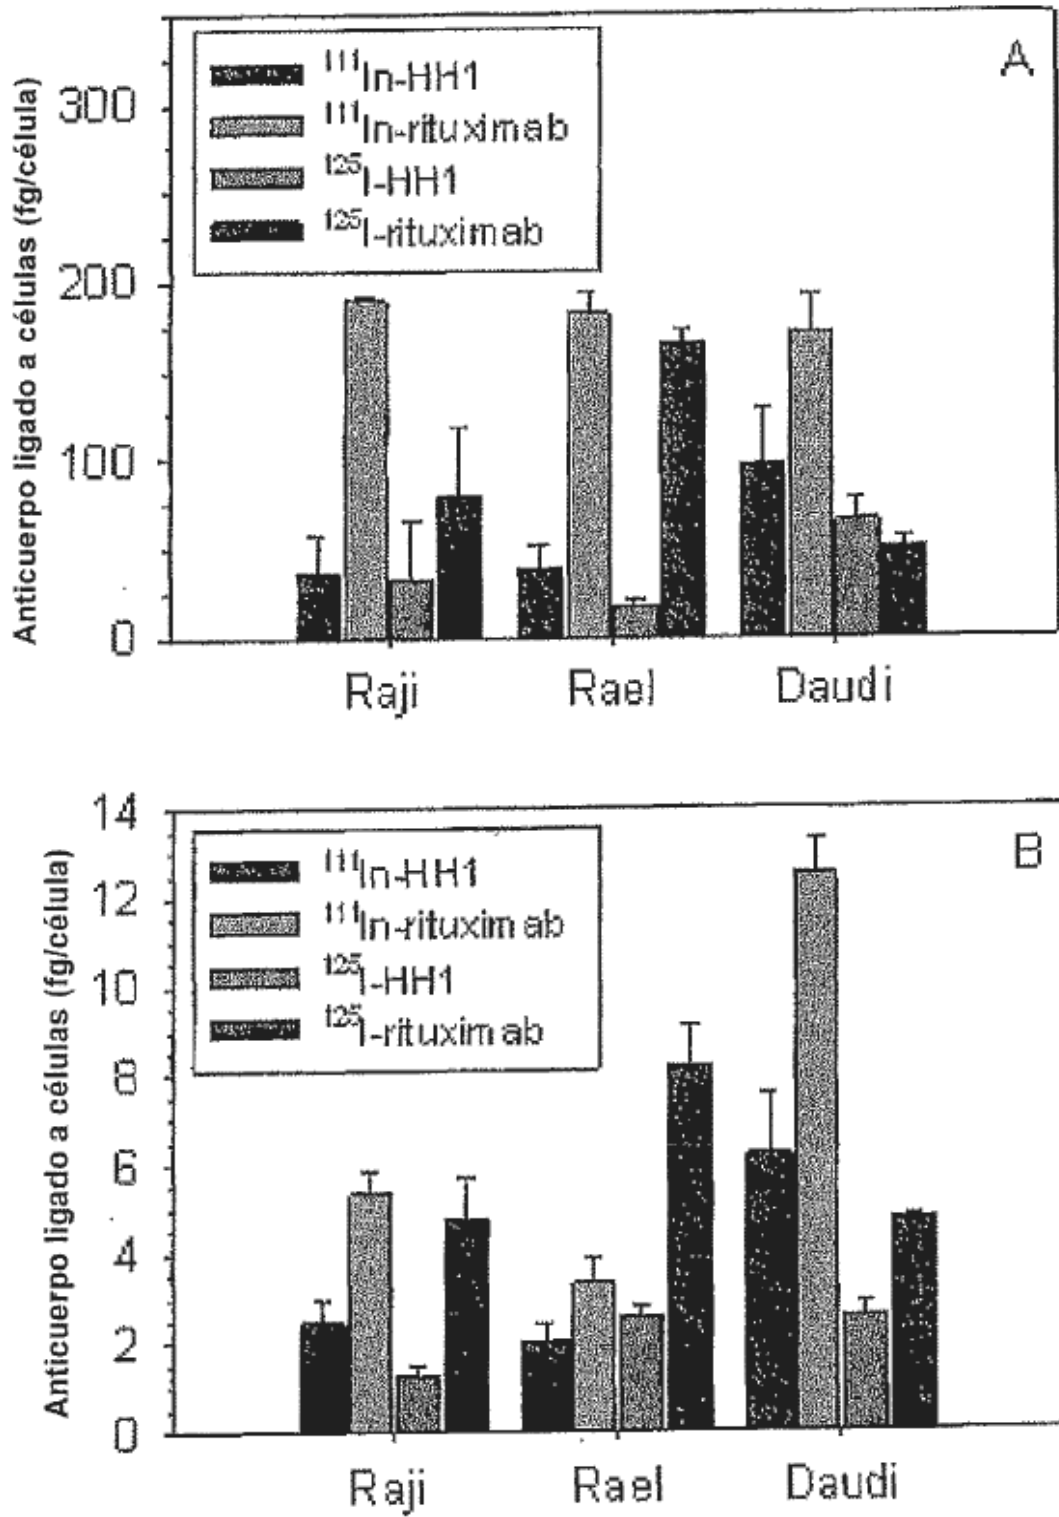 Anticuerpo ligado a células (fg/célula)
300
200
100
0
A
¹¹¹In-HH1
¹¹¹In-rituximab
¹²⁵I-HH1
¹²⁵I-rituximab
Raji
Rael
Daudi
Anticuerpo ligado a células (fg/célula)
14
12
10
8
6
4
2
0
B
¹¹¹In-HH1
¹¹¹In-rituximab
¹²⁵I-HH1
¹²⁵I-rituximab
Raji
Rael
Daudi